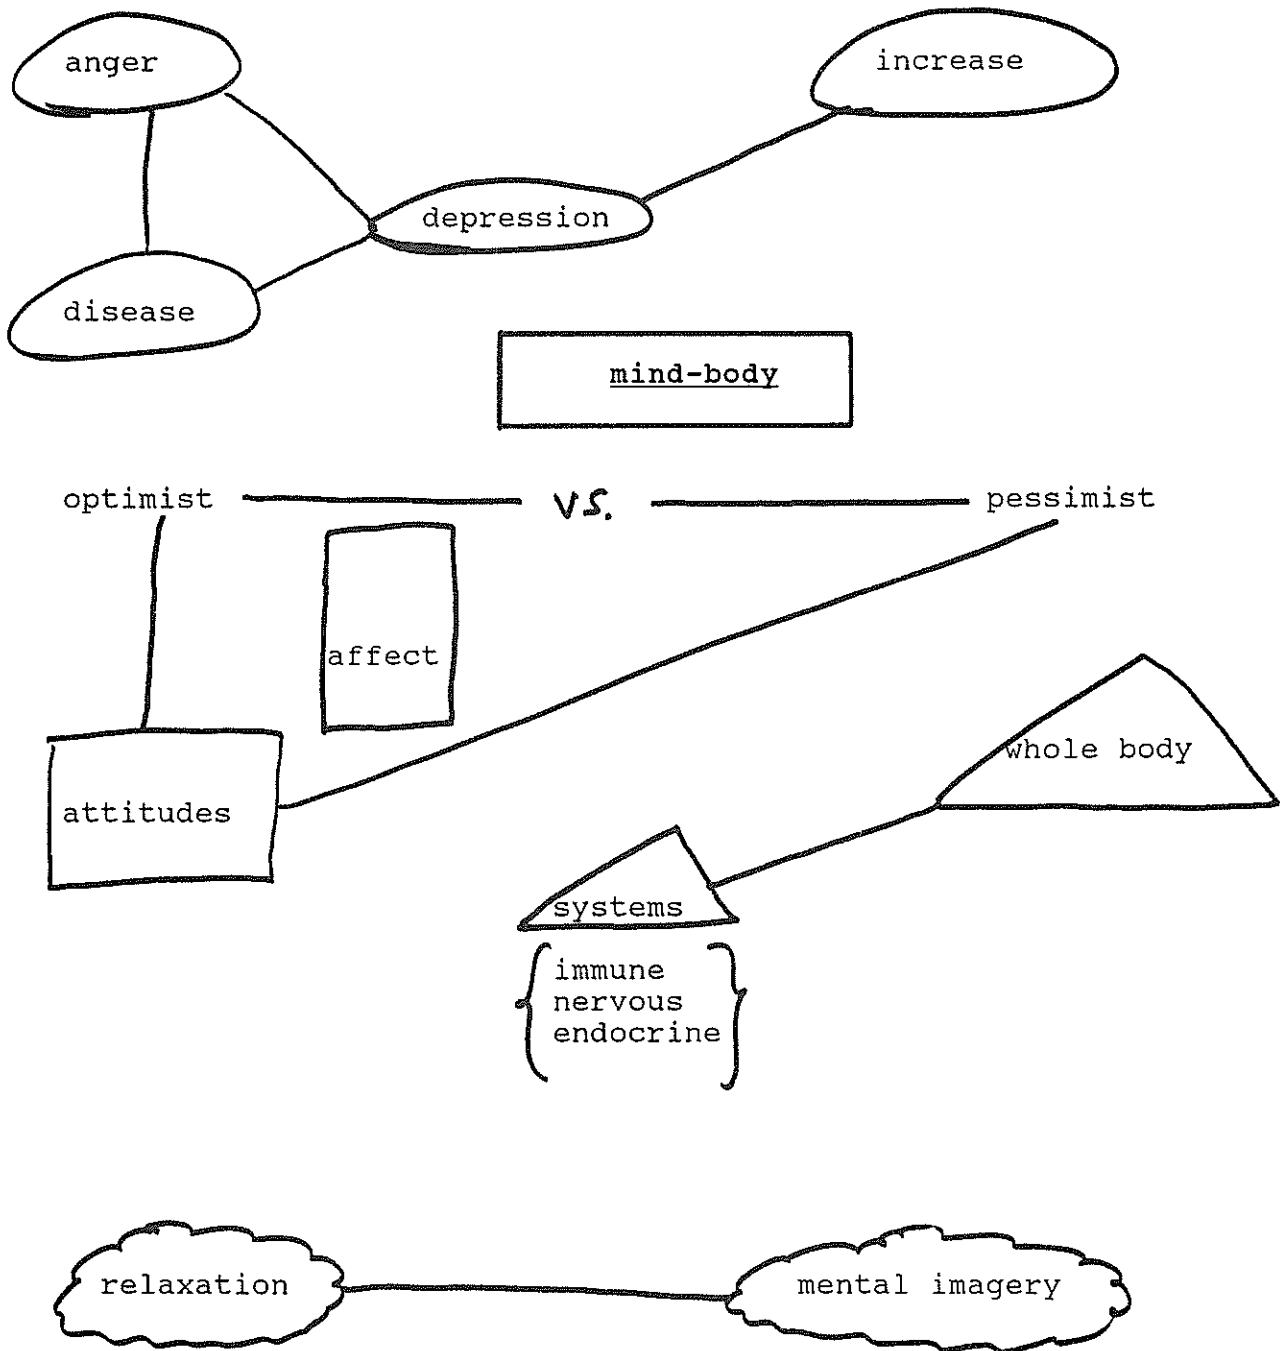 anger
increase
depression
disease
mind-body
optimist vs. pessimist
affect
whole body
attitudes
systems
immune
nervous
endocrine
relaxation
mental imagery